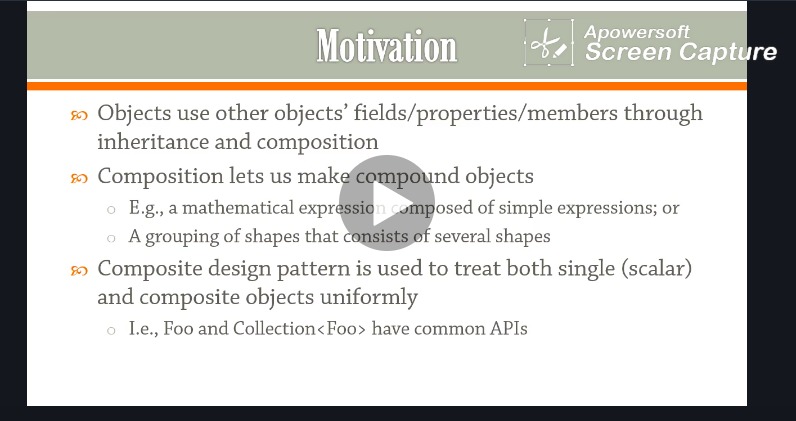 Motivation
Apowersoft
Screen Capture
Objects use other objects’ fields/properties/members through
inheritance and composition
Composition lets us make compound objects
E.g., a mathematical expression composed of simple expressions; or
A grouping of shapes that consists of several shapes
Composite design pattern is used to treat both single (scalar)
and composite objects uniformly
I.e., Foo and Collection<Foo> have common APIs